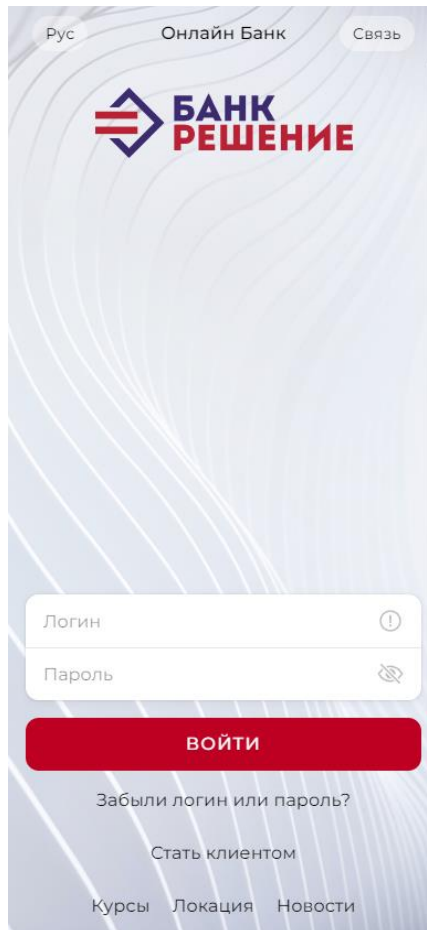 Рус Онлайн Банк Связь
БАНК
РЕШЕНИЕ
Логин
Пароль
ВОЙТИ
Забыли логин или пароль?
Стать клиентом
Курсы Локация Новости